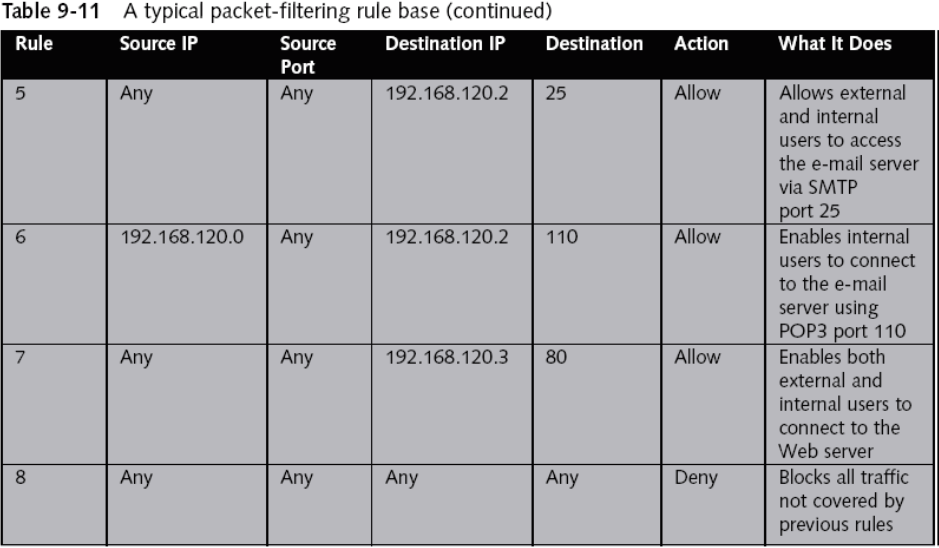 Table 9-11 A typical packet-filtering rule base (continued)
Rule Source IP Source Port Destination IP Destination Action What It Does
5 Any Any 192.168.120.2 25 Allow Allows external
and internal
users to access
the e-mail server
via SMTP
port 25
6 192.168.120.0 Any 192.168.120.2 110 Allow Enables internal
users to connect
to the e-mail
server using
POP3 port 110
7 Any Any 192.168.120.3 80 Allow Enables both
external and
internal users to
connect to the
Web server
8 Any Any Any Any Deny Blocks all traffic
not covered by
previous rules